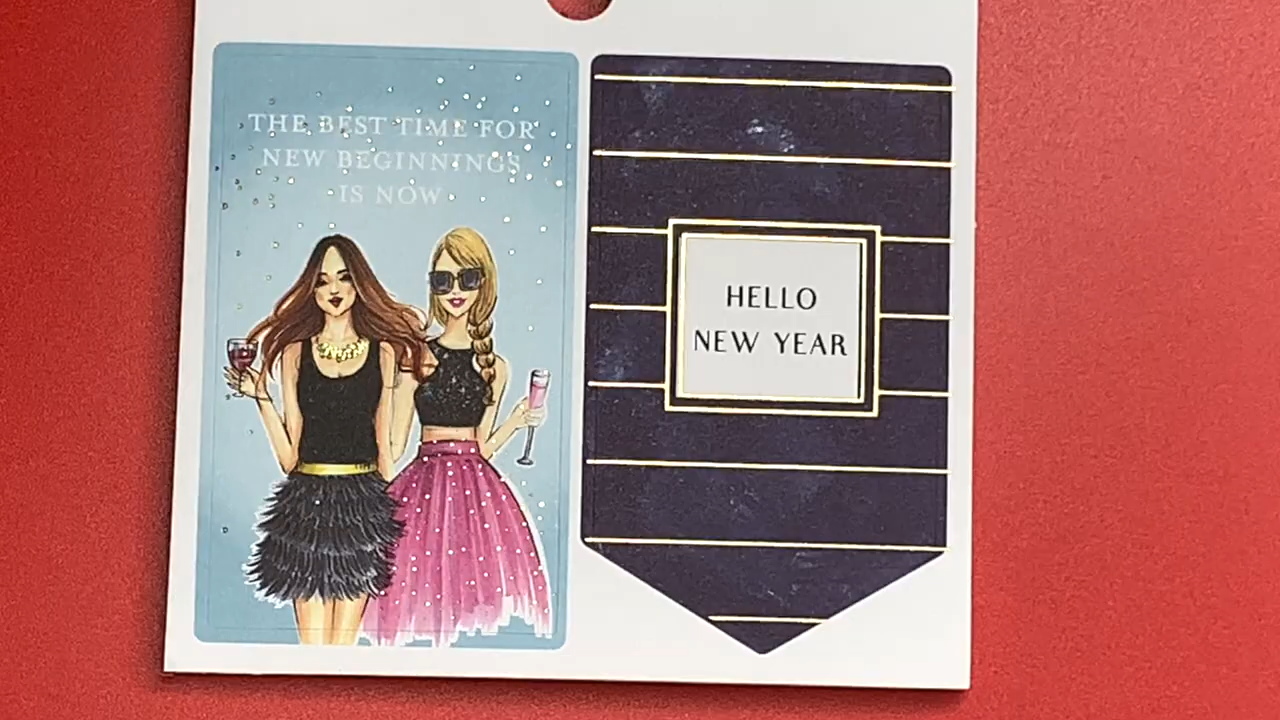 THE BEST TIME FOR
NEW BEGINNINGS
IS NOW
HELLO
NEW YEAR